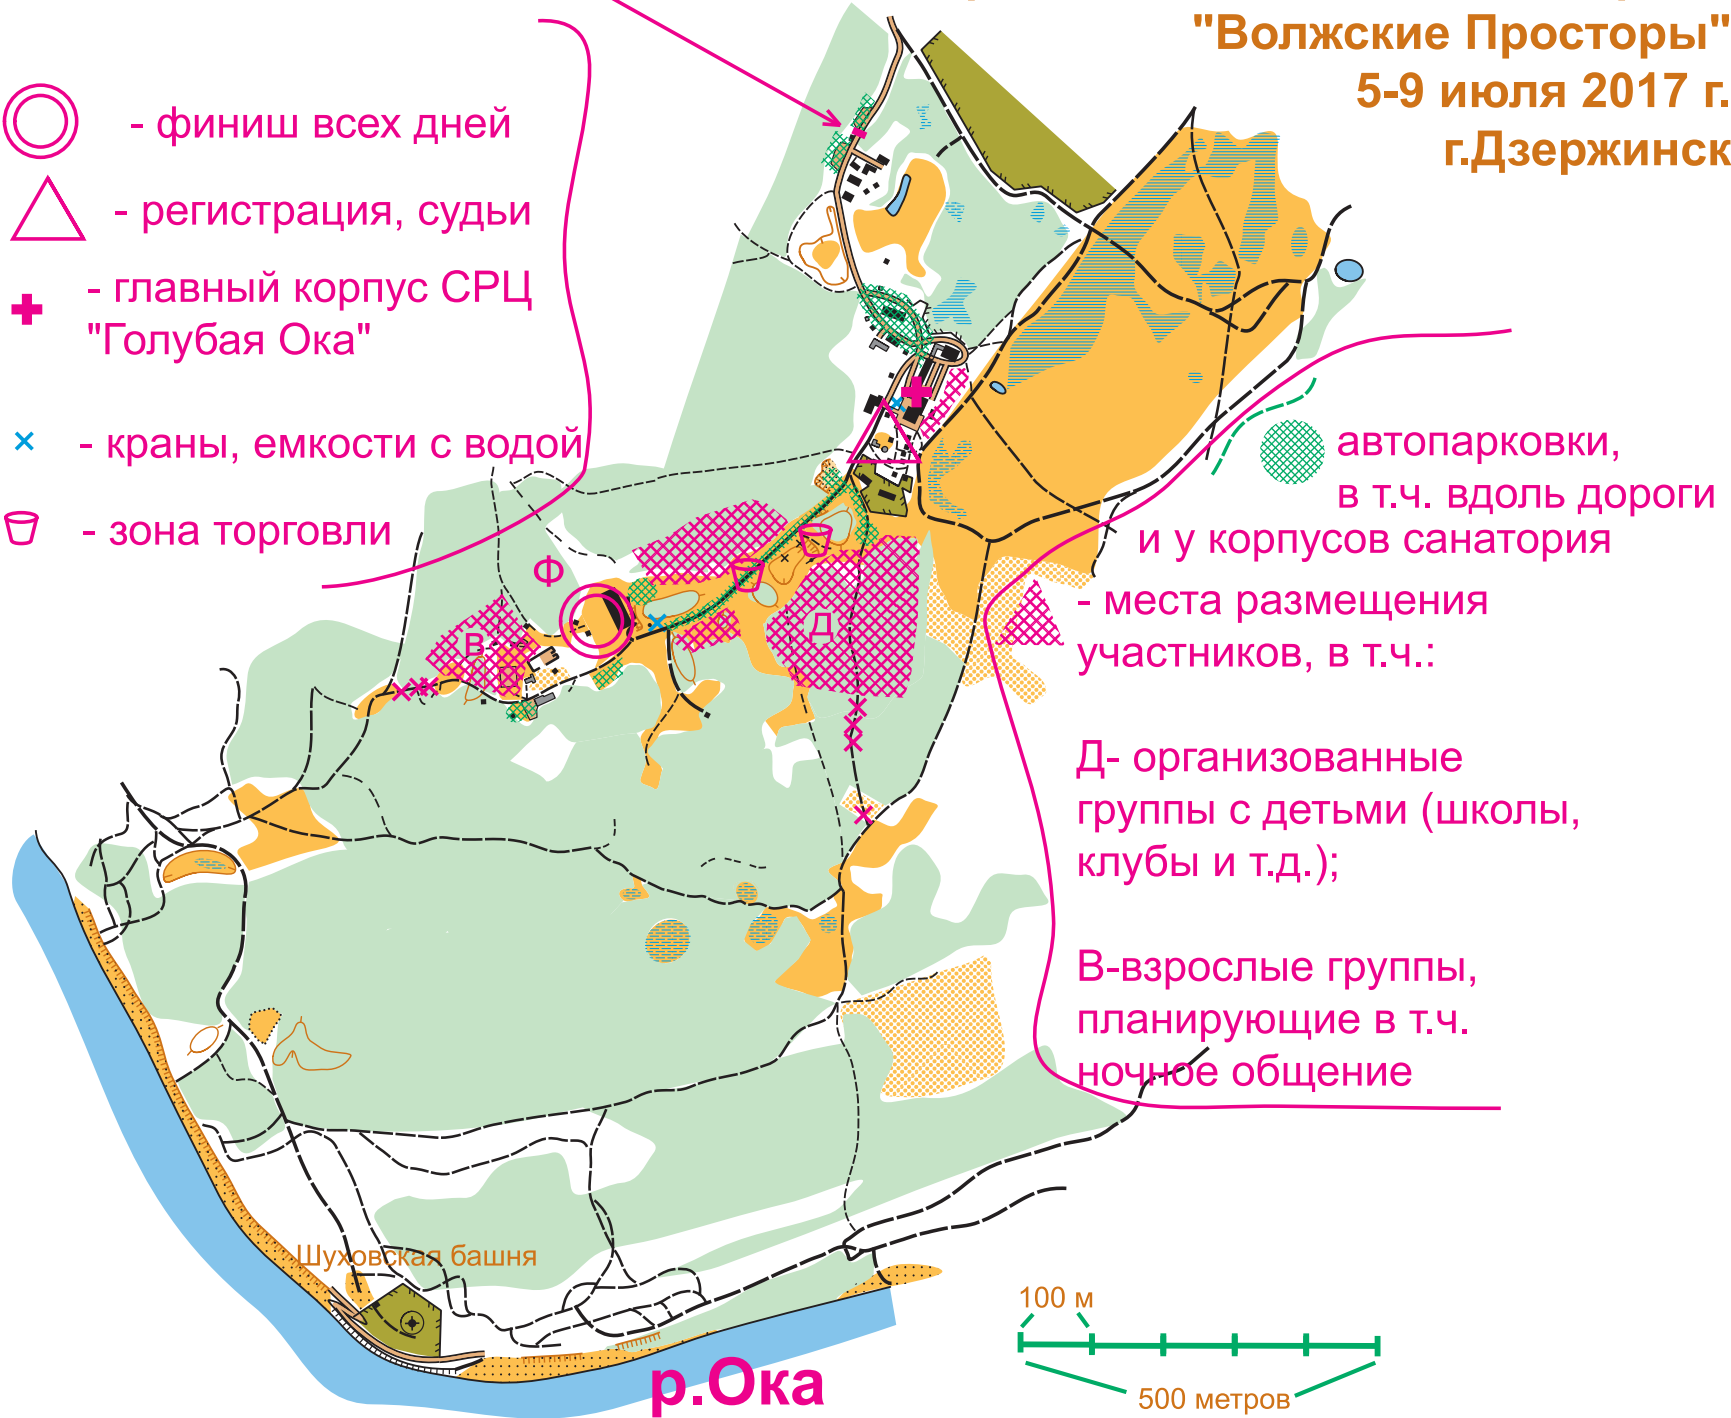 "Волжские Просторы"
5-9 июля 2017 г.
г.Дзержинск
- финиш всех дней
- регистрация, судьи
- главный корпус СРЦ
"Голубая Ока"
- краны, емкости с водой
- зона торговли
автопарковки,
в т.ч. вдоль дороги
и у корпусов санатория
- места размещения
участников, в т.ч.:
Д- организованные
группы с детьми (школы,
клубы и т.д.);
В-взрослые группы,
планирующие в т.ч.
ночное общение
Ф
В
Д
Шуховская башня
р.Ока
100 м
500 метров